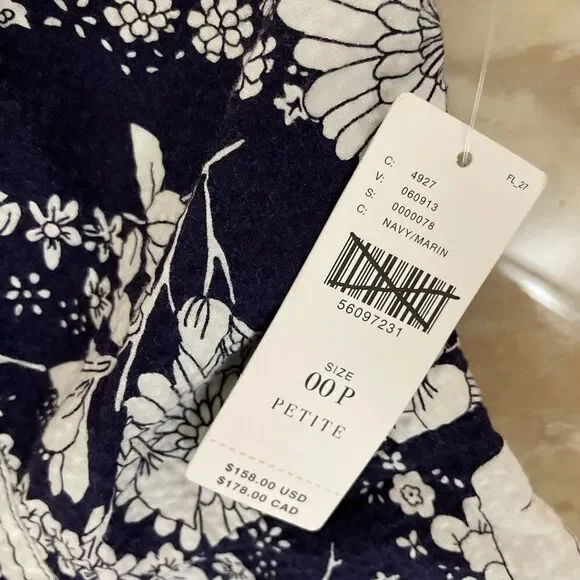 FL_27
C: 4927
V: 060913
S: 0000078
C: NAVY/MARIN
56097231
SIZE
00 P
PETITE
$158.00 USD
$178.00 CAD